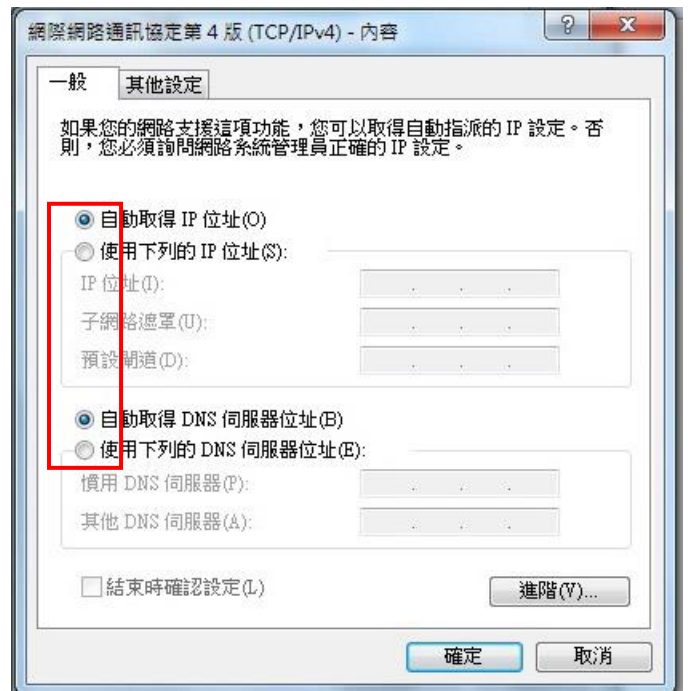 網際網路通訊協定第 4 版 (TCP/IPv4) - 內容
一般
其他設定
如果您的網路支援這項功能，您可以取得自動指派的 IP 設定。否
則，您必須詢問網路系統管理員正確的 IP 設定。
自動取得 IP 位址(O)
使用下列的 IP 位址(S):
IP 位址(I):
子網路遮罩(U):
預設閘道(D):
自動取得 DNS 伺服器位址(B)
使用下列的 DNS 伺服器位址(E):
慣用 DNS 伺服器(P):
其他 DNS 伺服器(A):
結束時確認設定(L)
進階(V)...
確定
取消